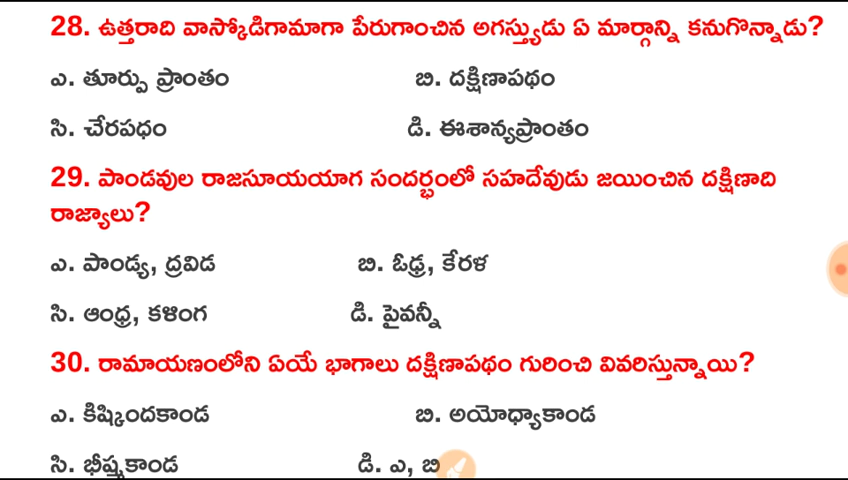 28. ఉత్తరాది వాస్కోడిగామాగా పేరుగాంచిన అగస్త్యుడు ఏ మార్గాన్ని కనుగొన్నాడు?
ఎ. తూర్పు ప్రాంతం బి. దక్షిణాపథం
సి. చేరపధం డి. ఈశాన్యప్రాంతం
29. పాండవుల రాజసూయయాగ సందర్భంలో సహదేవుడు జయించిన దక్షిణాది
రాజ్యాలు?
ఎ. పాండ్య, ద్రవిడ బి. ఓఢ్ర, కేరళ
సి. ఆంధ్ర, కళింగ డి. పైవన్నీ
30. రామాయణంలోని ఏయే భాగాలు దక్షిణాపథం గురించి వివరిస్తున్నాయి?
ఎ. కిష్కిందకాండ బి. అయోధ్యాకాండ
సి. భీష్మకాండ డి. ఎ, బి